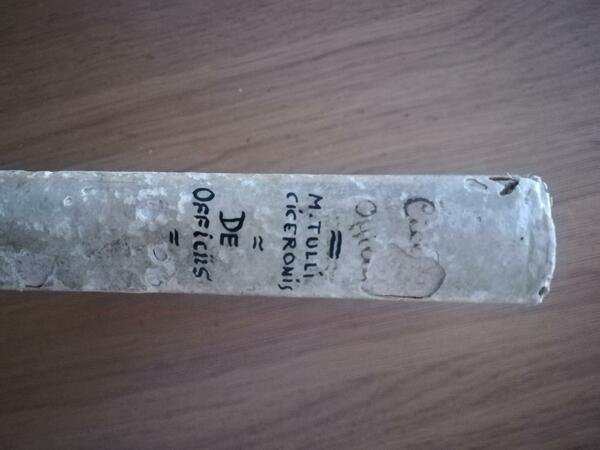 M. TULLI
CICERONIS
DE
OFFICIIS